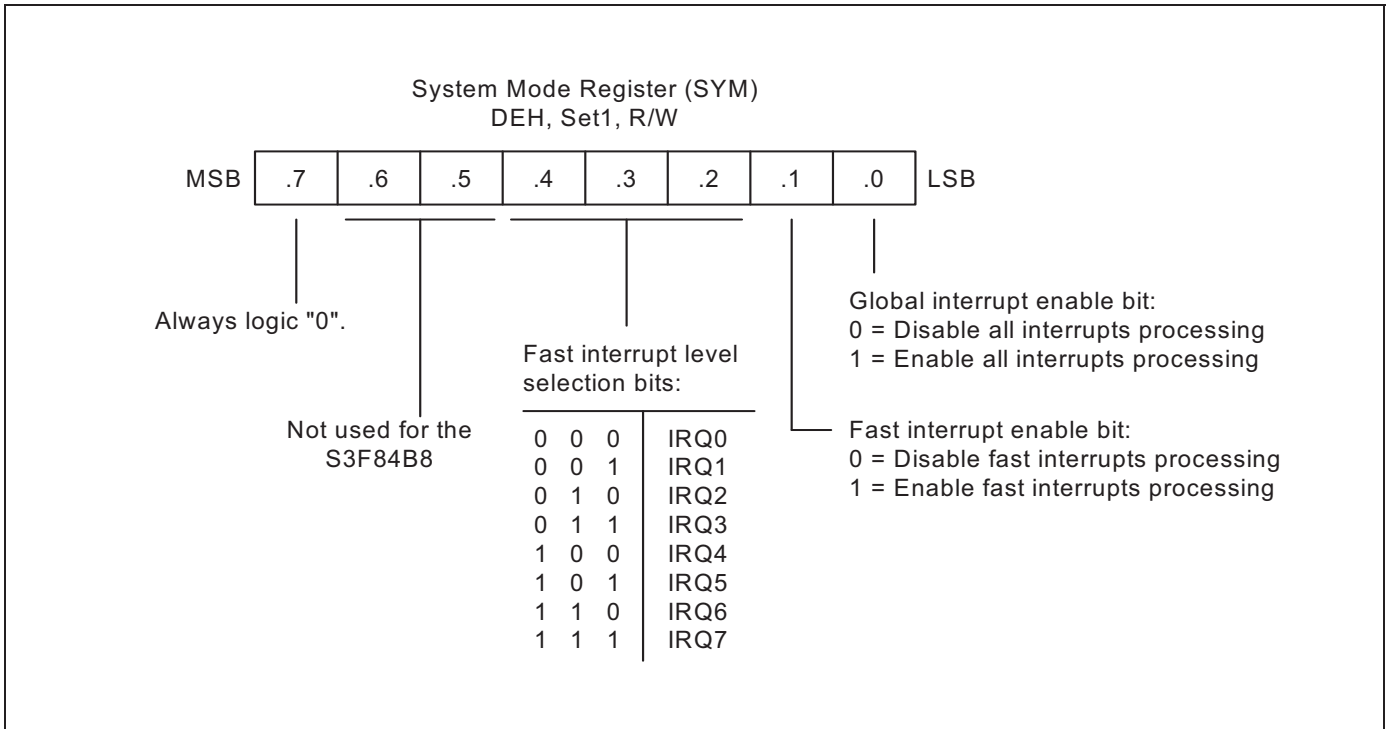 System Mode Register (SYM)
DEH, Set1, R/W
MSB .7 .6 .5 .4 .3 .2 .1 .0 LSB
Always logic "0".
Not used for the
S3F84B8
Fast interrupt level
selection bits:
0 0 0 IRQ0
0 0 1 IRQ1
0 1 0 IRQ2
0 1 1 IRQ3
1 0 0 IRQ4
1 0 1 IRQ5
1 1 0 IRQ6
1 1 1 IRQ7
Global interrupt enable bit:
0 = Disable all interrupts processing
1 = Enable all interrupts processing
Fast interrupt enable bit:
0 = Disable fast interrupts processing
1 = Enable fast interrupts processing